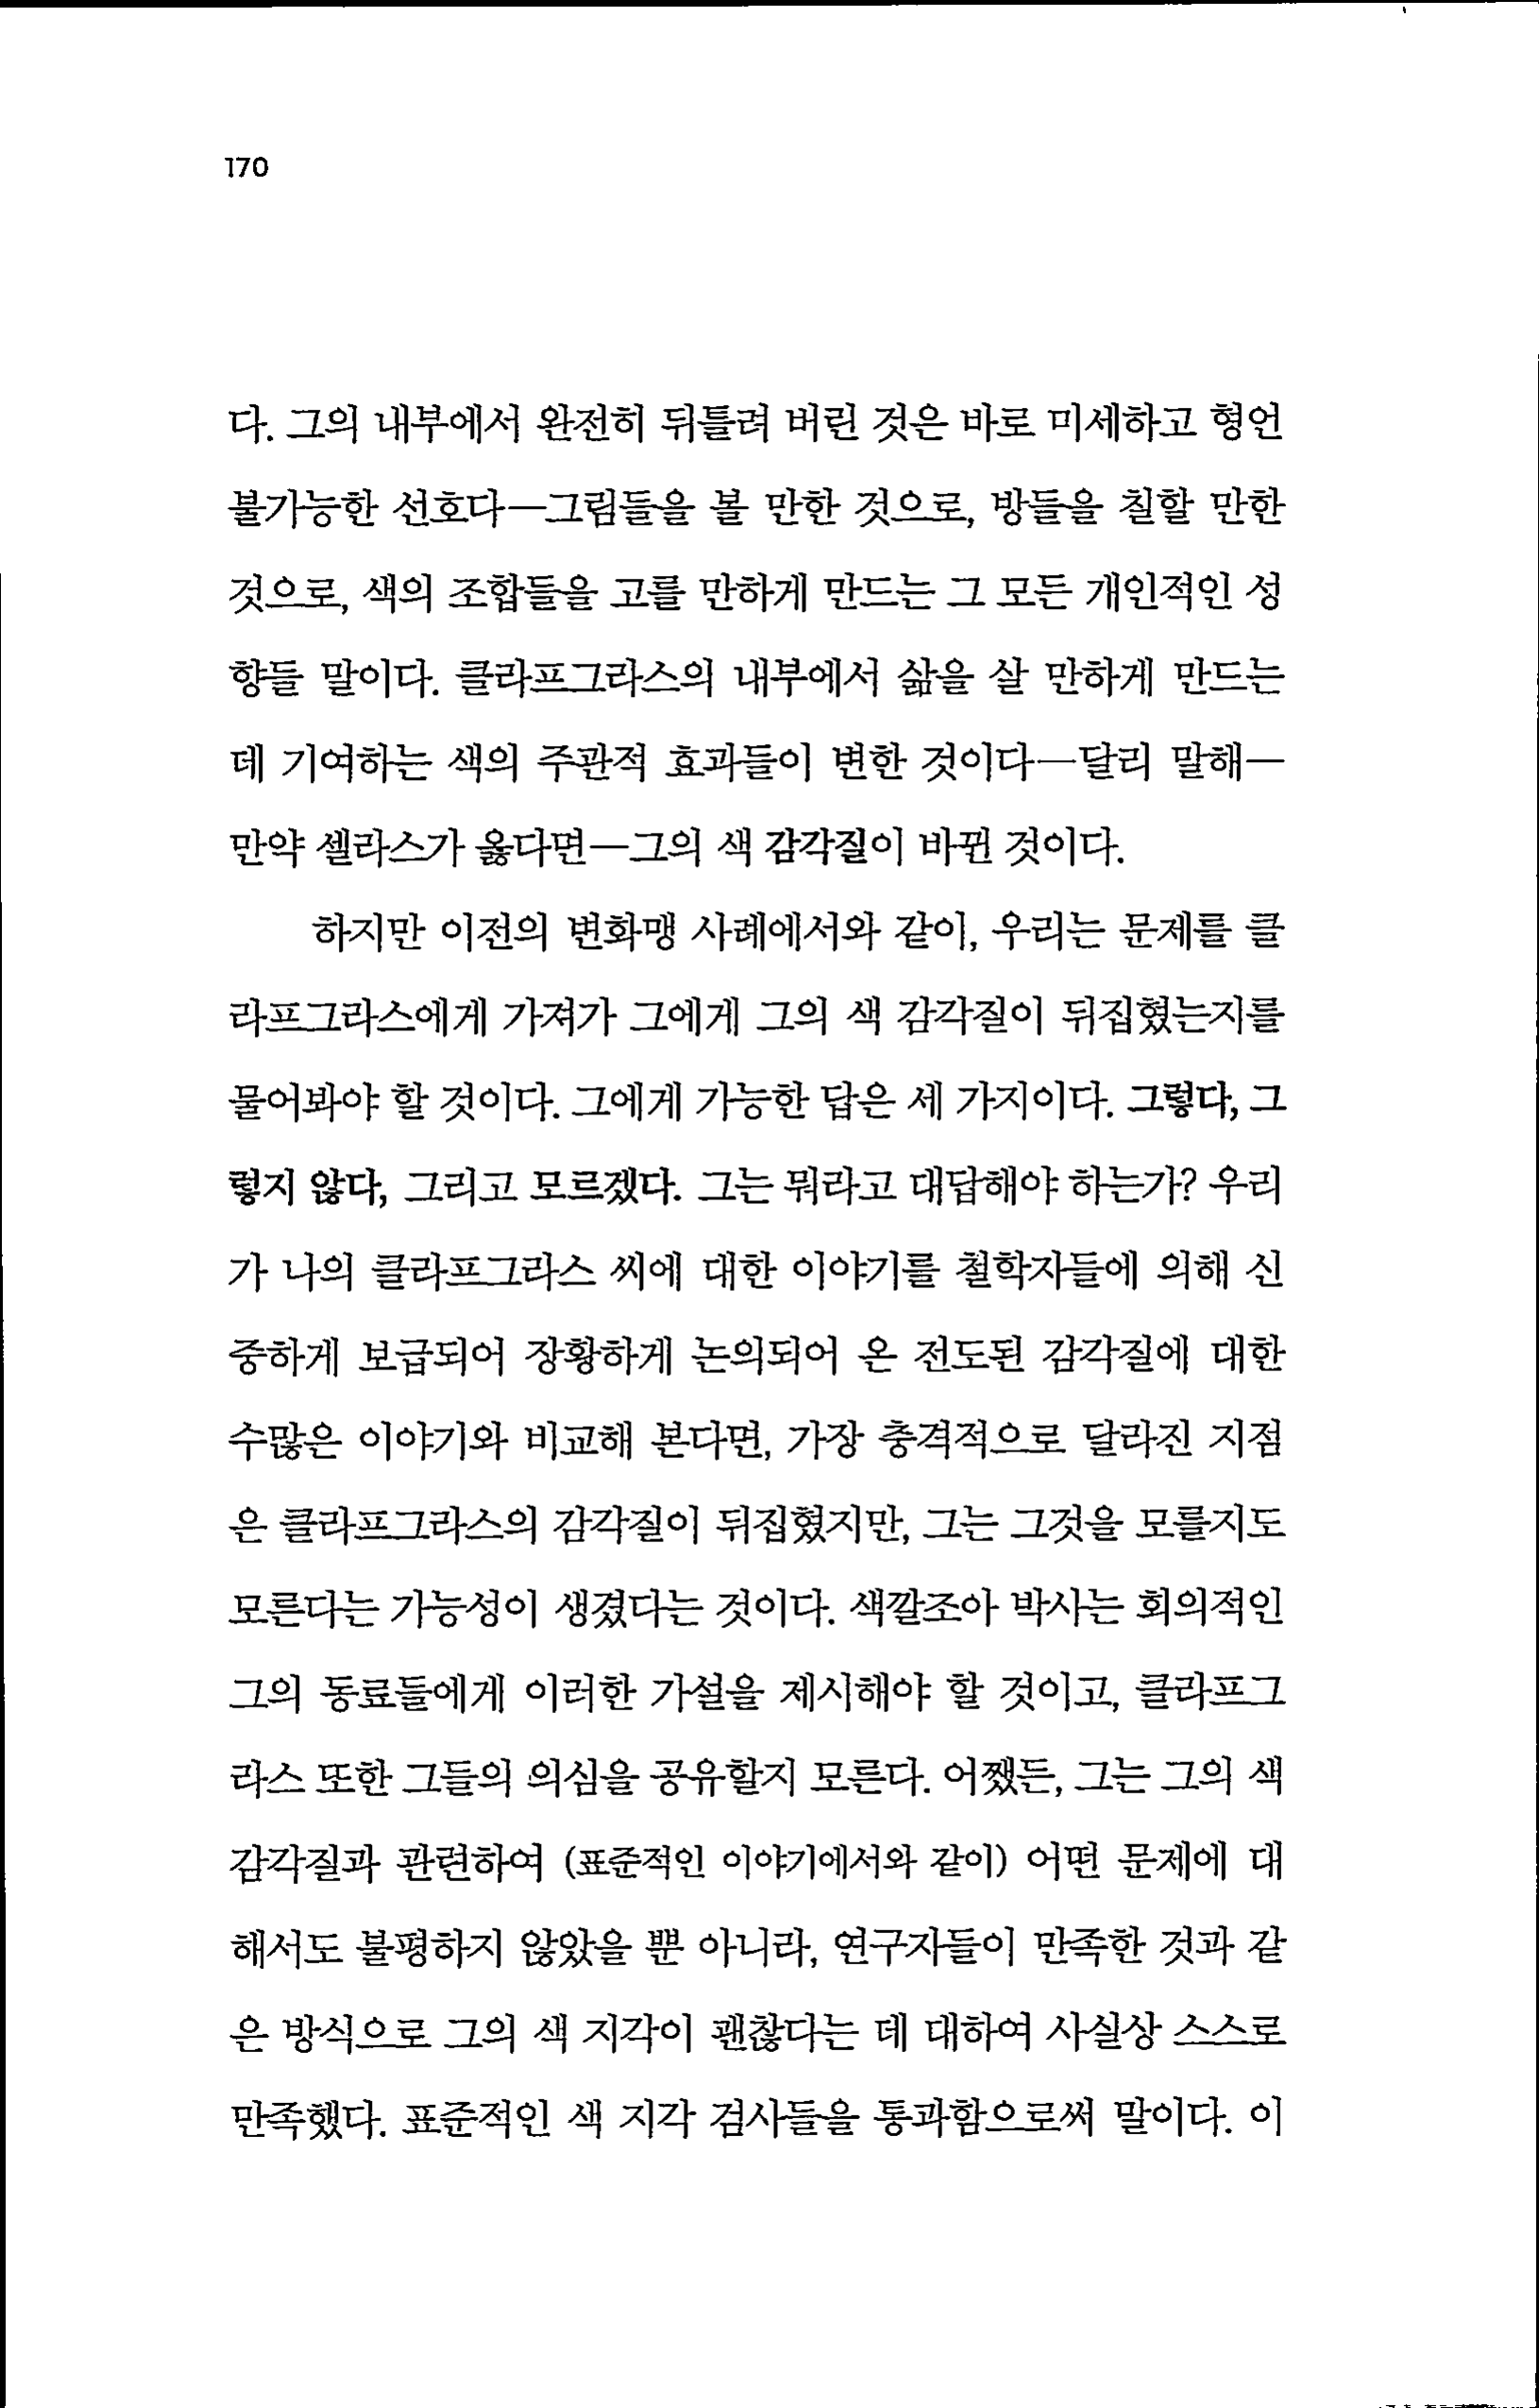 170
다. 그의 내부에서 완전히 뒤틀려 버린 것은 바로 미세하고 형언
불가능한 선호다—그림들을 볼 만한 것으로, 방들을 칠할 만한
것으로, 색의 조합들을 고를 만하게 만드는 그 모든 개인적인 성
향들 말이다. 클라프그라스의 내부에서 삶을 살 만하게 만드는
데 기여하는 색의 주관적 효과들이 변한 것이다—달리 말해—
만약 셀라스가 옳다면—그의 색 감각질이 바뀐 것이다.
하지만 이전의 변화맹 사례에서와 같이, 우리는 문제를 클
라프그라스에게 가져가 그에게 그의 색 감각질이 뒤집혔는지를
물어봐야 할 것이다. 그에게 가능한 답은 세 가지이다. 그렇다, 그
렇지 않다, 그리고 모르겠다. 그는 뭐라고 대답해야 하는가? 우리
가 나의 클라프그라스 씨에 대한 이야기를 철학자들에 의해 신
중하게 보급되어 장황하게 논의되어 온 전도된 감각질에 대한
수많은 이야기와 비교해 본다면, 가장 충격적으로 달라진 지점
은 클라프그라스의 감각질이 뒤집혔지만, 그는 그것을 모를지도
모른다는 가능성이 생겼다는 것이다. 색깔조아 박사는 회의적인
그의 동료들에게 이러한 가설을 제시해야 할 것이고, 클라프그
라스 또한 그들의 의심을 공유할지 모른다. 어쨌든, 그는 그의 색
감각질과 관련하여 (표준적인 이야기에서와 같이) 어떤 문제에 대
해서도 불평하지 않았을 뿐 아니라, 연구자들이 만족한 것과 같
은 방식으로 그의 색 지각이 괜찮다는 데 대하여 사실상 스스로
만족했다. 표준적인 색 지각 검사들을 통과함으로써 말이다. 이